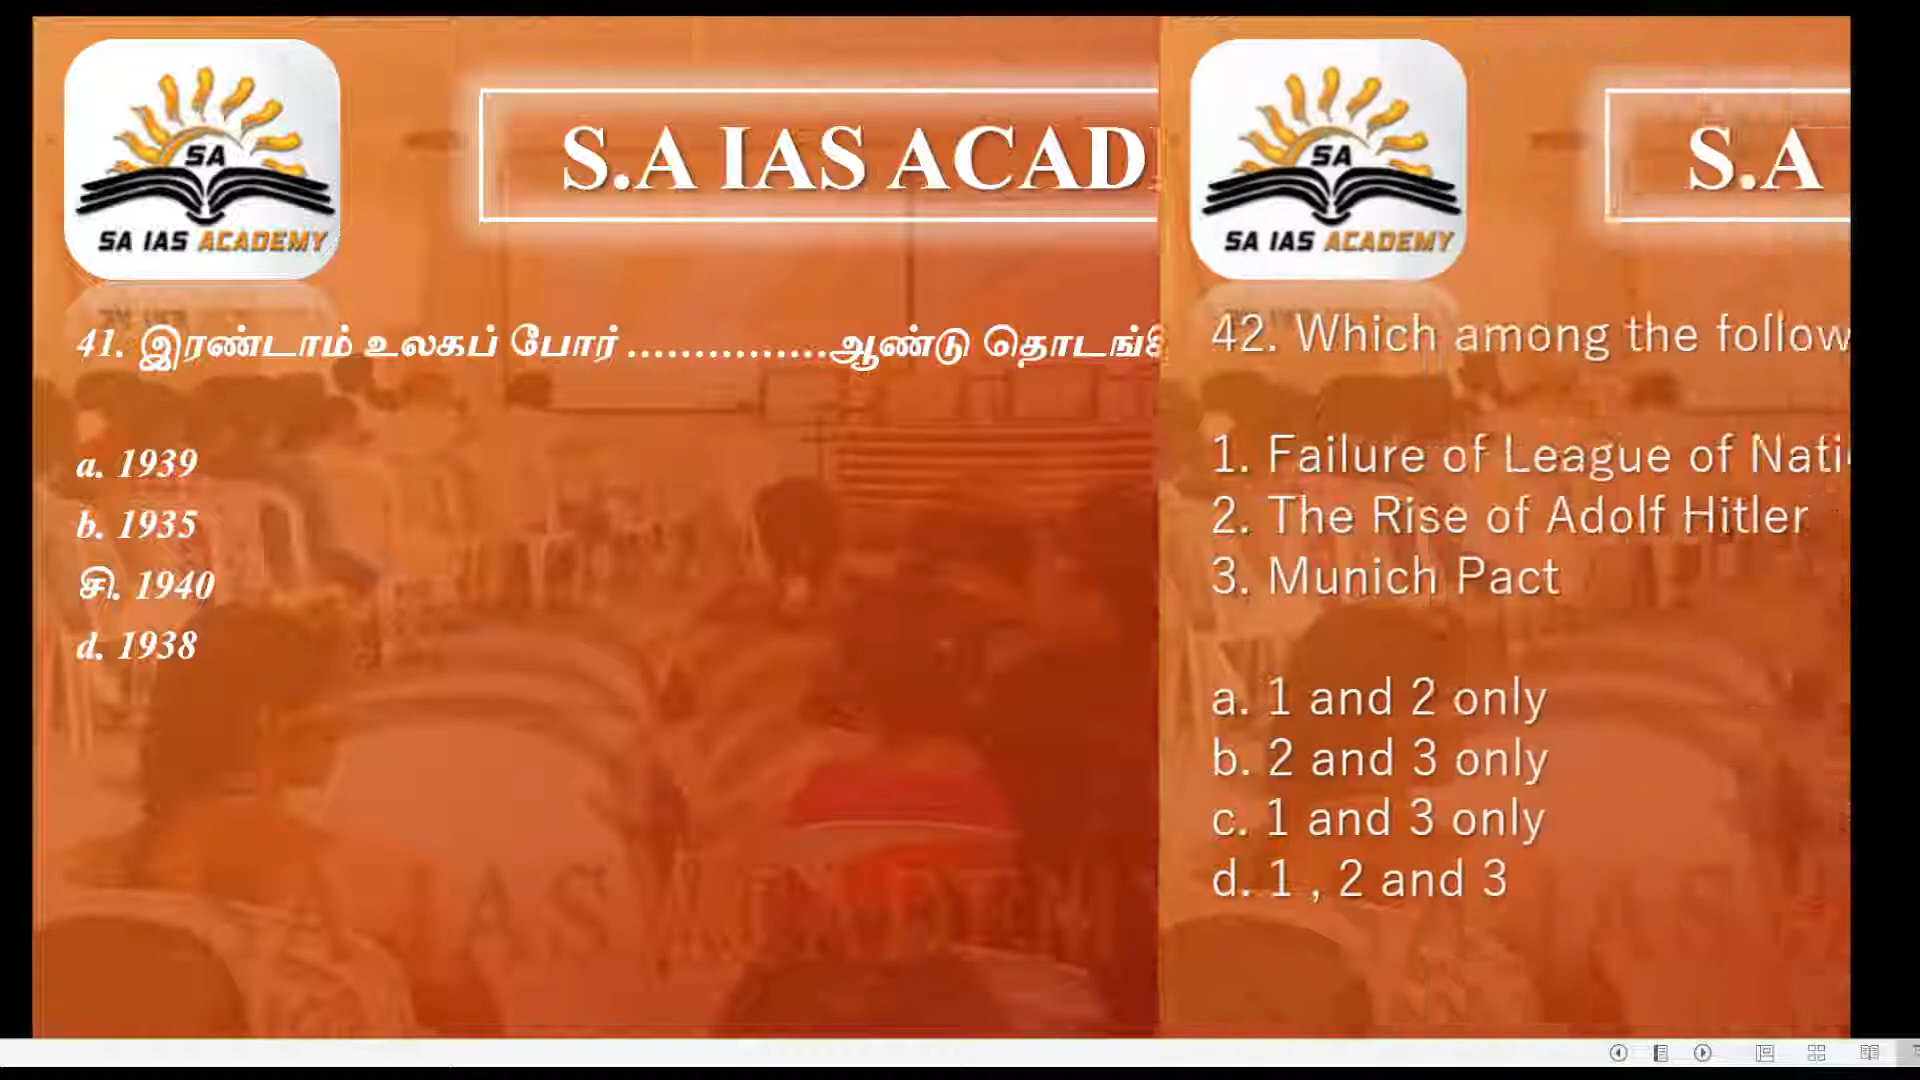 SA
SA IAS ACADEMY
S.A IAS ACAD
41. இரண்டாம் உலகப் போர் ...............ஆண்டு
a. 1939
b. 1935
சி. 1940
d. 1938
SA
SA IAS ACADEMY
S.A
42. Which among the follow
1. Failure of League of Nati
2. The Rise of Adolf Hitler
3. Munich Pact
a. 1 and 2 only
b. 2 and 3 only
c. 1 and 3 only
d. 1 , 2 and 3